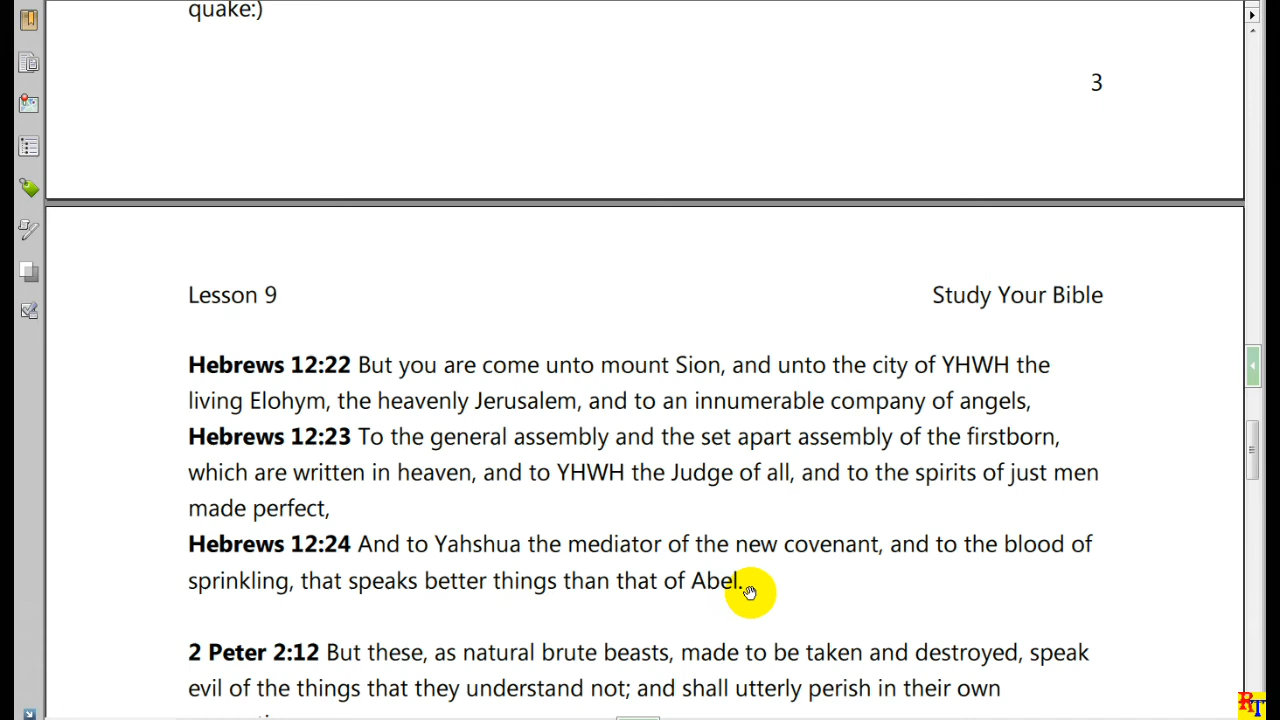 quake:)
3
Lesson 9 Study Your Bible
Hebrews 12:22 But you are come unto mount Sion, and unto the city of YHWH the
living Elohym, the heavenly Jerusalem, and to an innumerable company of angels,
Hebrews 12:23 To the general assembly and the set apart assembly of the firstborn,
which are written in heaven, and to YHWH the Judge of all, and to the spirits of just men
made perfect,
Hebrews 12:24 And to Yahshua the mediator of the new covenant, and to the blood of
sprinkling, that speaks better things than that of Abel.
2 Peter 2:12 But these, as natural brute beasts, made to be taken and destroyed, speak
evil of the things that they understand not; and shall utterly perish in their own
RT